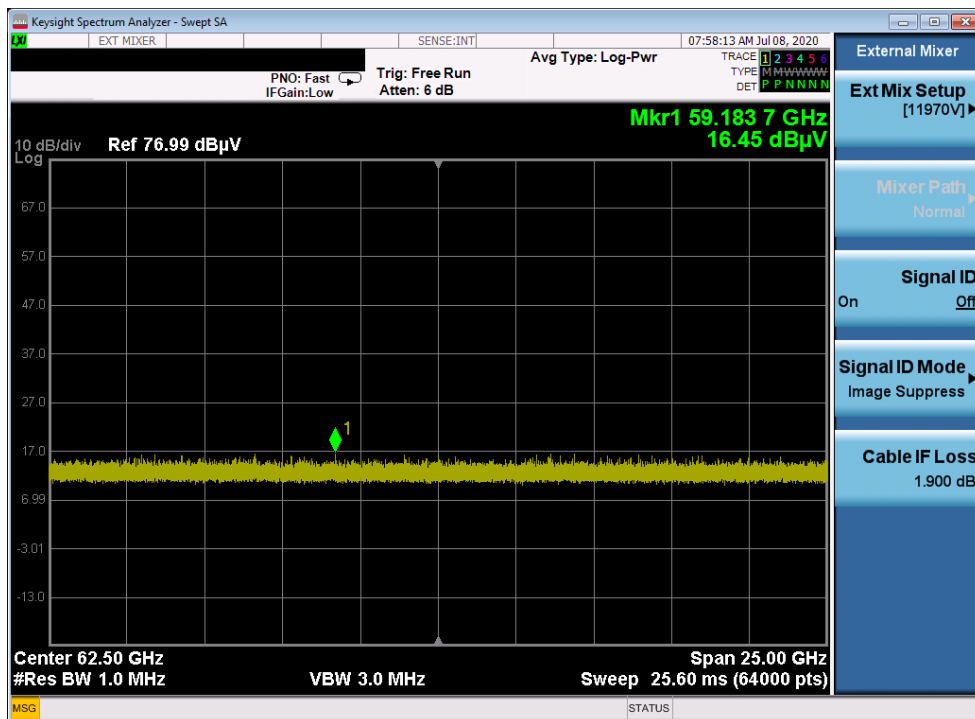 Keysight Spectrum Analyzer - Swept SA
LXI EXT MIXER SENSE:INT 07:58:13 AM Jul 08, 2020
PNO: Fast Trig: Free Run Avg Type: Log-Pwr TRACE 1 2 3 4 5 6
IFGain:Low Atten: 6 dB TYPE M M W W W W
DET P P N N N N
Mkr1 59.183 7 GHz
16.45 dBµV
10 dB/div Ref 76.99 dBµV
Log
67.0
57.0
47.0
37.0
27.0
1
17.0
6.99
-3.01
-13.0
Center 62.50 GHz Span 25.00 GHz
#Res BW 1.0 MHz VBW 3.0 MHz Sweep 25.60 ms (64000 pts)
MSG STATUS
External Mixer
Ext Mix Setup
[11970V]
Mixer Path
Normal
Signal ID
On Off
Signal ID Mode
Image Suppress
Cable IF Loss
1.900 dB